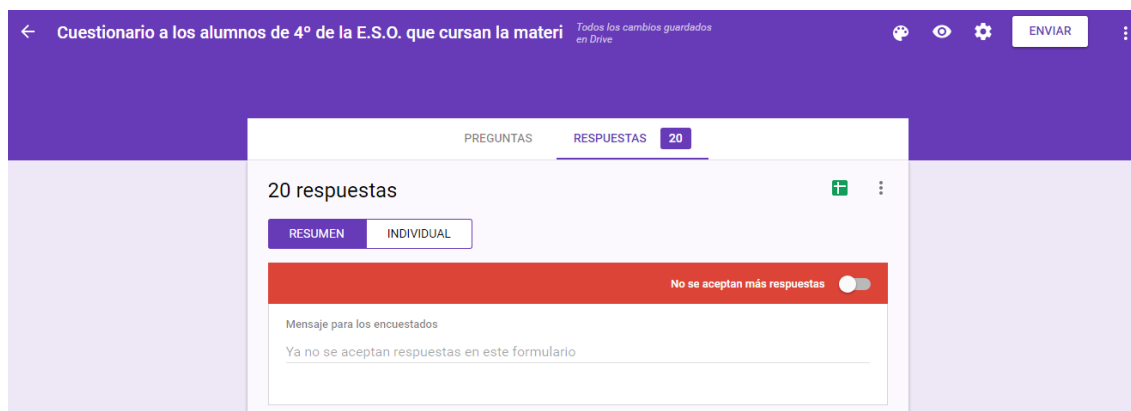 Cuestionario a los alumnos de 4º de la E.S.O. que cursan la materi
Todos los cambios guardados
en Drive
ENVIAR
PREGUNTAS
RESPUESTAS 20
20 respuestas
RESUMEN
INDIVIDUAL
No se aceptan más respuestas
Mensaje para los encuestados
Ya no se aceptan respuestas en este formulario